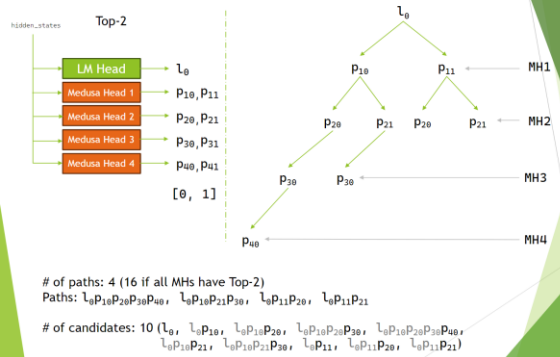 hidden_states
Top-2
LM Head
l₀
Medusa Head 1
p₁₀,p₁₁
Medusa Head 2
p₂₀,p₂₁
Medusa Head 3
p₃₀,p₃₁
Medusa Head 4
p₄₀,p₄₁
[0, 1]
l₀
p₁₀ p₁₁ MH1
p₂₀ p₂₁ p₂₀ p₂₁ MH2
p₃₀ p₃₀ MH3
p₄₀ MH4
# of paths: 4 (16 if all MHs have Top-2)
Paths: l₀p₁₀p₂₀p₃₀p₄₀, l₀p₁₀p₂₁p₃₀, l₀p₁₁p₂₀, l₀p₁₁p₂₁
# of candidates: 10 (l₀, l₀p₁₀, l₀p₁₀p₂₀, l₀p₁₀p₂₀p₃₀, l₀p₁₀p₂₀p₃₀p₄₀,
l₀p₁₀p₂₁, l₀p₁₀p₂₁p₃₀, l₀p₁₁, l₀p₁₁p₂₀, l₀p₁₁p₂₁)